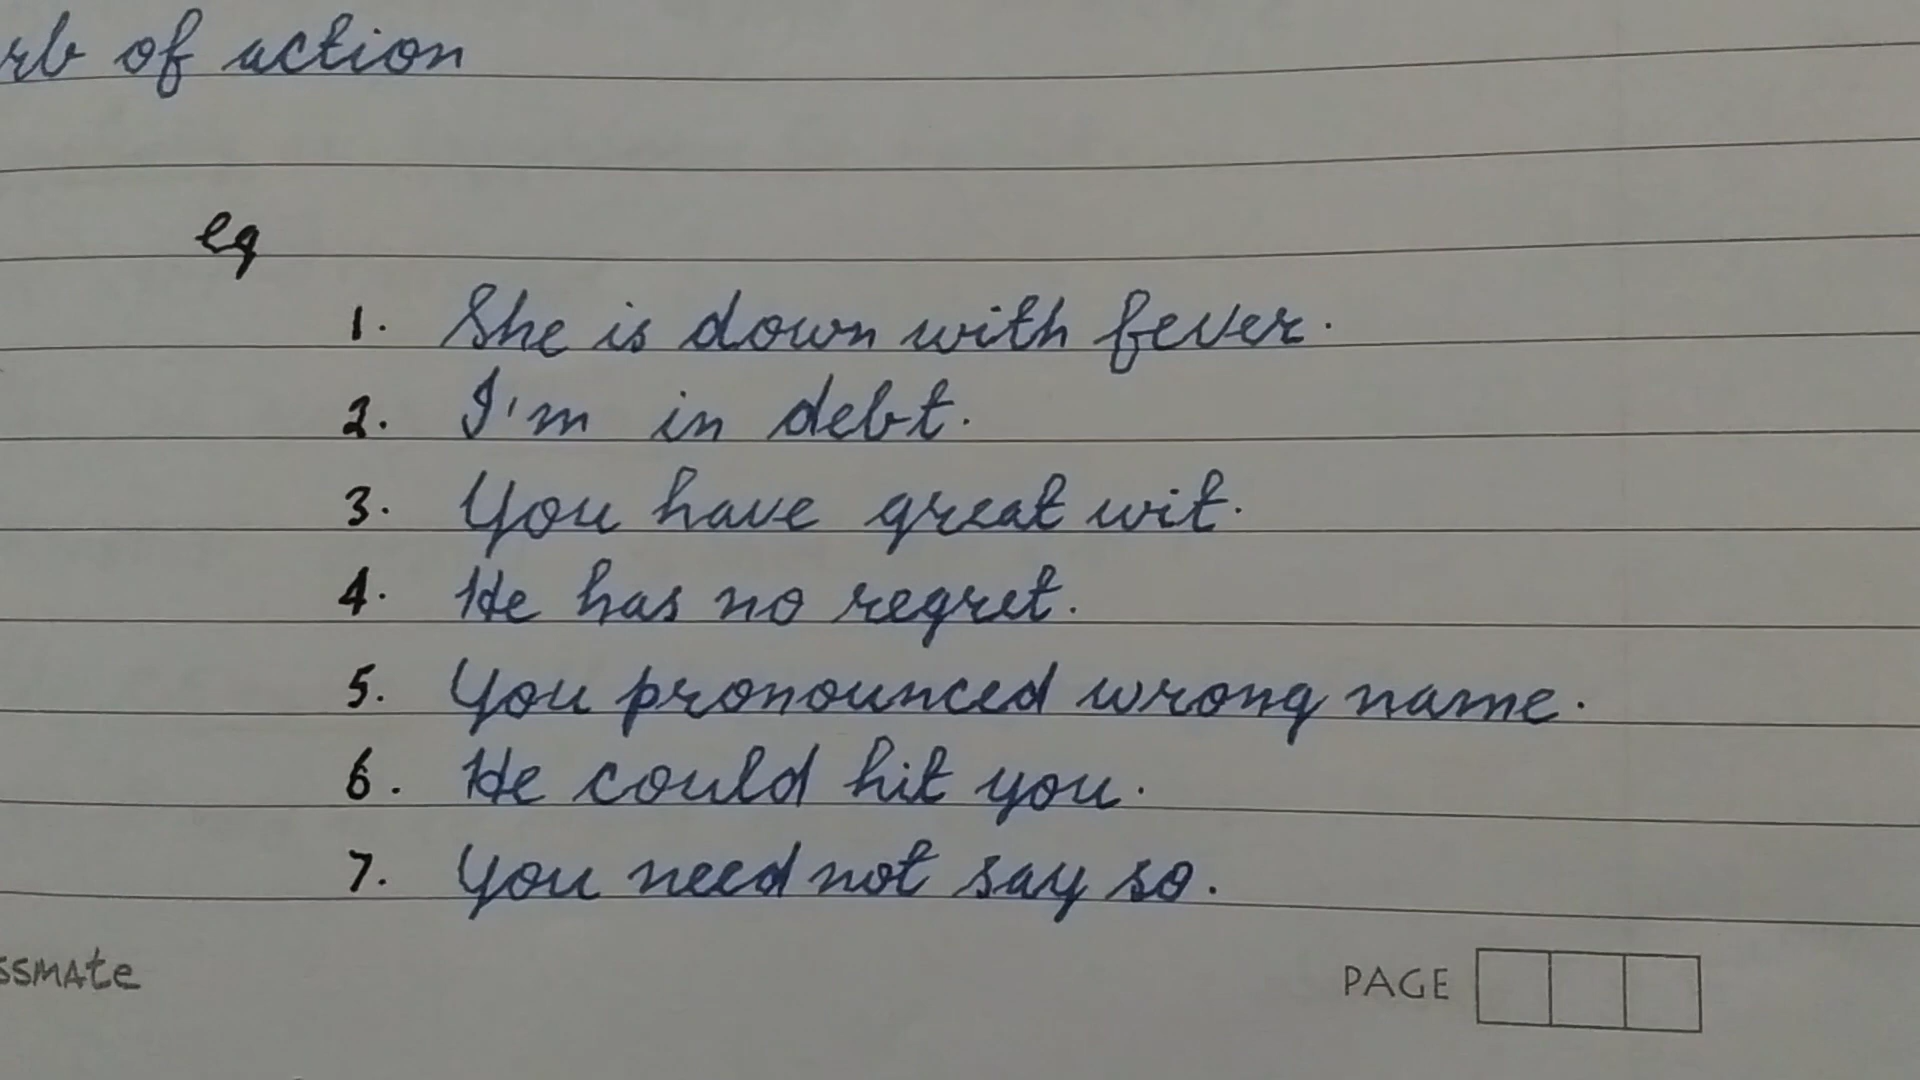 rb of action
eg
1. She is down with fever.
2. I'm in debt.
3. You have great wit.
4. He has no regret.
5. You pronounced wrong name.
6. He could hit you.
7. You need not say so.
ssmate
PAGE